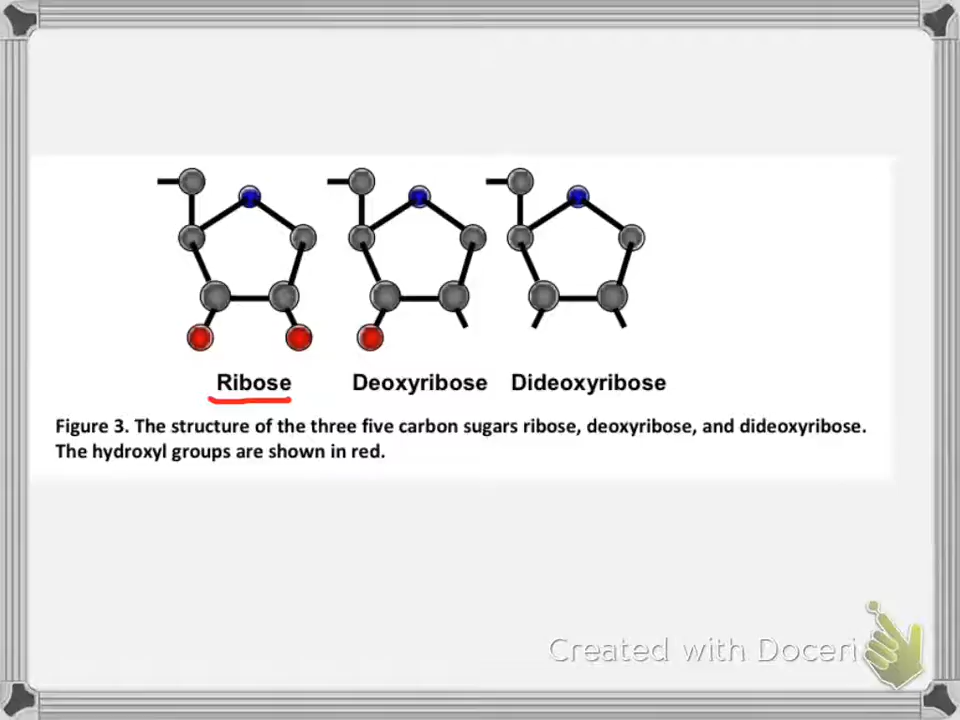 Ribose Deoxyribose Dideoxyribose
Figure 3. The structure of the three five carbon sugars ribose, deoxyribose, and dideoxyribose.
The hydroxyl groups are shown in red.
Created with Doceri